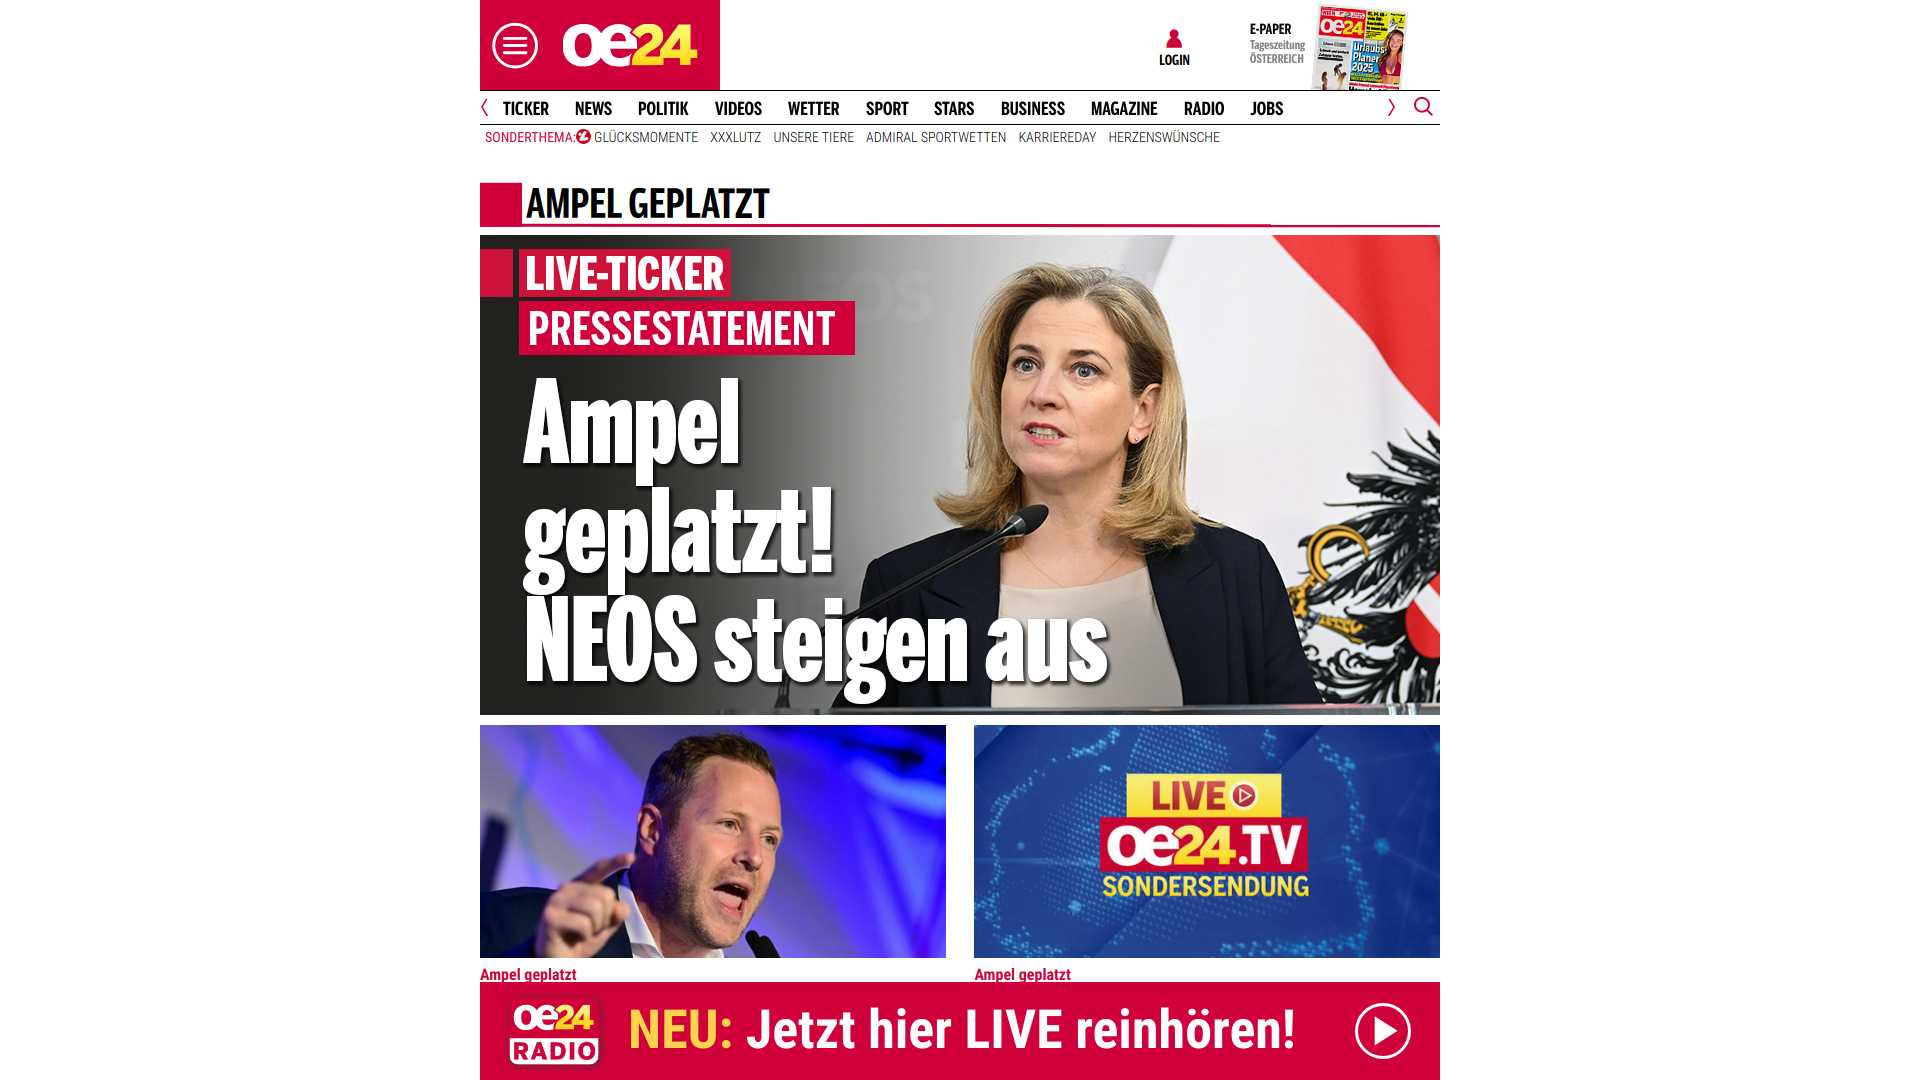 oe24
LOGIN
E-PAPER
Tageszeitung
ÖSTERREICH
oe24
Urlaubs-
Planer
2025
TICKER NEWS POLITIK VIDEOS WETTER SPORT STARS BUSINESS MAGAZINE RADIO JOBS
SONDERTHEMA: GLÜCKSMOMENTE XXXLUTZ UNSERE TIERE ADMIRAL SPORTWETTEN KARRIEREDAY HERZENSWÜNSCHE
AMPEL GEPLATZT
LIVE-TICKER
PRESSESTATEMENT
Ampel
geplatzt!
NEOS steigen aus
LIVE
oe24.TV
SONDERSENDUNG
Ampel geplatzt
Ampel geplatzt
oe24
RADIO
NEU: Jetzt hier LIVE reinhören!